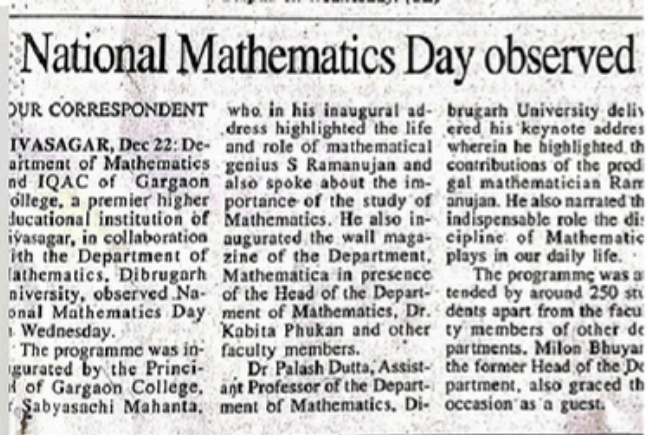 National Mathematics Day observed
OUR CORRESPONDENT
IVASAGAR, Dec 22: De-
artment of Mathematics
nd IQAC of Gargaon
ollege, a premier higher
ducational institution of
ivasagar, in collaboration
ith the Department of
athematics, Dibrugarh
niversity, observed Na-
onal Mathematics Day
Wednesday.
The programme was in-
gurated by the Princi-
l of Gargaon College,
Sabyasachi Mahanta,
who in his inaugural ad-
dress highlighted the life
and role of mathematical
genius S Ramanujan and
also spoke about the im-
portance of the study of
Mathematics. He also in-
augurated the wall maga-
zine of the Department,
Mathematica in presence
of the Head of the Depart-
ment of Mathematics, Dr.
Kabita Phukan and other
faculty members.
Dr Palash Dutta, Assist-
ant Professor of the Depart-
ment of Mathematics, Di-
brugarh University deliv
ered his keynote addres
wherein he highlighted th
contributions of the prod
gal mathematician Ram
anujan. He also narrated th
indispensable role the dis
cipline of Mathematic
plays in our daily life.
The programme was a
tended by around 250 stu
dents apart from the facu
ty members of other de
partments. Milon Bhuyan
the former Head of the De
partment, also graced th
occasion as a guest.